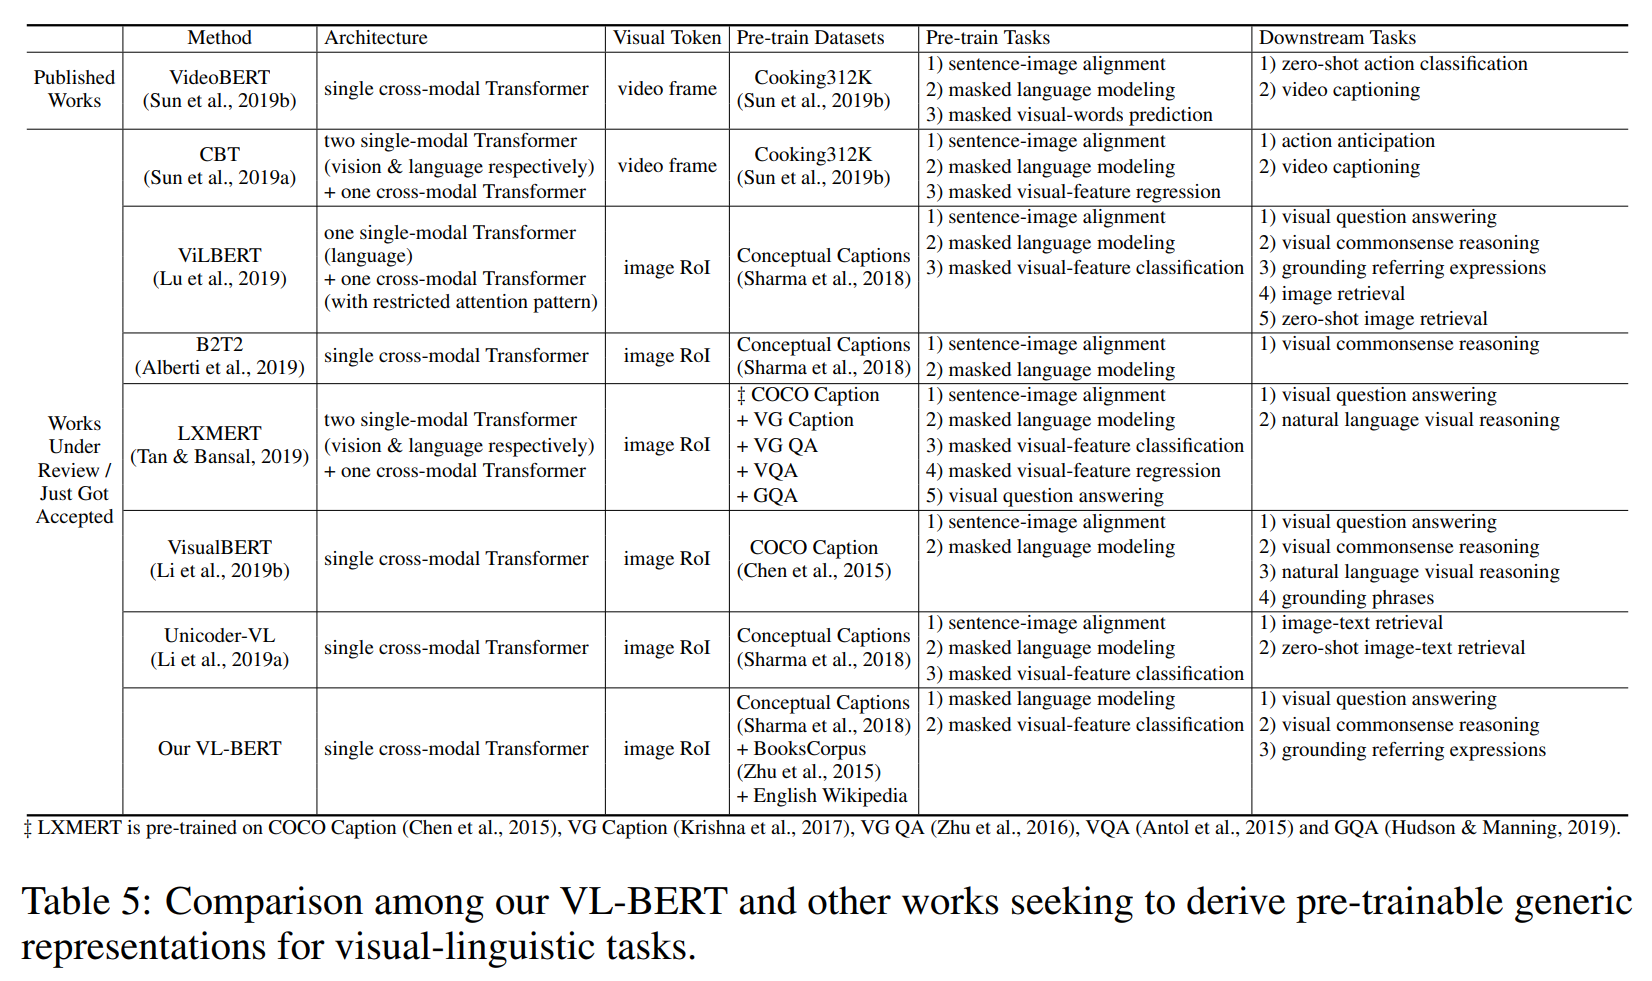 Method Architecture Visual Token Pre-train Datasets Pre-train Tasks Downstream Tasks
Published
Works
VideoBERT
(Sun et al., 2019b)
single cross-modal Transformer
video frame
Cooking312K
(Sun et al., 2019b)
1) sentence-image alignment
2) masked language modeling
3) masked visual-words prediction
1) zero-shot action classification
2) video captioning
Works
Under
Review /
Just Got
Accepted
CBT
(Sun et al., 2019a)
two single-modal Transformer
(vision & language respectively)
+ one cross-modal Transformer
video frame
Cooking312K
(Sun et al., 2019b)
1) sentence-image alignment
2) masked language modeling
3) masked visual-feature regression
1) action anticipation
2) video captioning
ViLBERT
(Lu et al., 2019)
one single-modal Transformer
(language)
+ one cross-modal Transformer
(with restricted attention pattern)
image RoI
Conceptual Captions
(Sharma et al., 2018)
1) sentence-image alignment
2) masked language modeling
3) masked visual-feature classification
1) visual question answering
2) visual commonsense reasoning
3) grounding referring expressions
4) image retrieval
5) zero-shot image retrieval
B2T2
(Alberti et al., 2019)
single cross-modal Transformer
image RoI
Conceptual Captions
(Sharma et al., 2018)
1) sentence-image alignment
2) masked language modeling
1) visual commonsense reasoning
LXMERT
(Tan & Bansal, 2019)
two single-modal Transformer
(vision & language respectively)
+ one cross-modal Transformer
image RoI
‡ COCO Caption
+ VG Caption
+ VG QA
+ VQA
+ GQA
1) sentence-image alignment
2) masked language modeling
3) masked visual-feature classification
4) masked visual-feature regression
5) visual question answering
1) visual question answering
2) natural language visual reasoning
VisualBERT
(Li et al., 2019b)
single cross-modal Transformer
image RoI
COCO Caption
(Chen et al., 2015)
1) sentence-image alignment
2) masked language modeling
1) visual question answering
2) visual commonsense reasoning
3) natural language visual reasoning
4) grounding phrases
Unicoder-VL
(Li et al., 2019a)
single cross-modal Transformer
image RoI
Conceptual Captions
(Sharma et al., 2018)
1) sentence-image alignment
2) masked language modeling
3) masked visual-feature classification
1) image-text retrieval
2) zero-shot image-text retrieval
Our VL-BERT
single cross-modal Transformer
image RoI
Conceptual Captions
(Sharma et al., 2018)
+ BooksCorpus
(Zhu et al., 2015)
+ English Wikipedia
1) masked language modeling
2) masked visual-feature classification
1) visual question answering
2) visual commonsense reasoning
3) grounding referring expressions
‡ LXMERT is pre-trained on COCO Caption (Chen et al., 2015), VG Caption (Krishna et al., 2017), VG QA (Zhu et al., 2016), VQA (Antol et al., 2015) and GQA (Hudson & Manning, 2019).
Table 5: Comparison among our VL-BERT and other works seeking to derive pre-trainable generic
representations for visual-linguistic tasks.